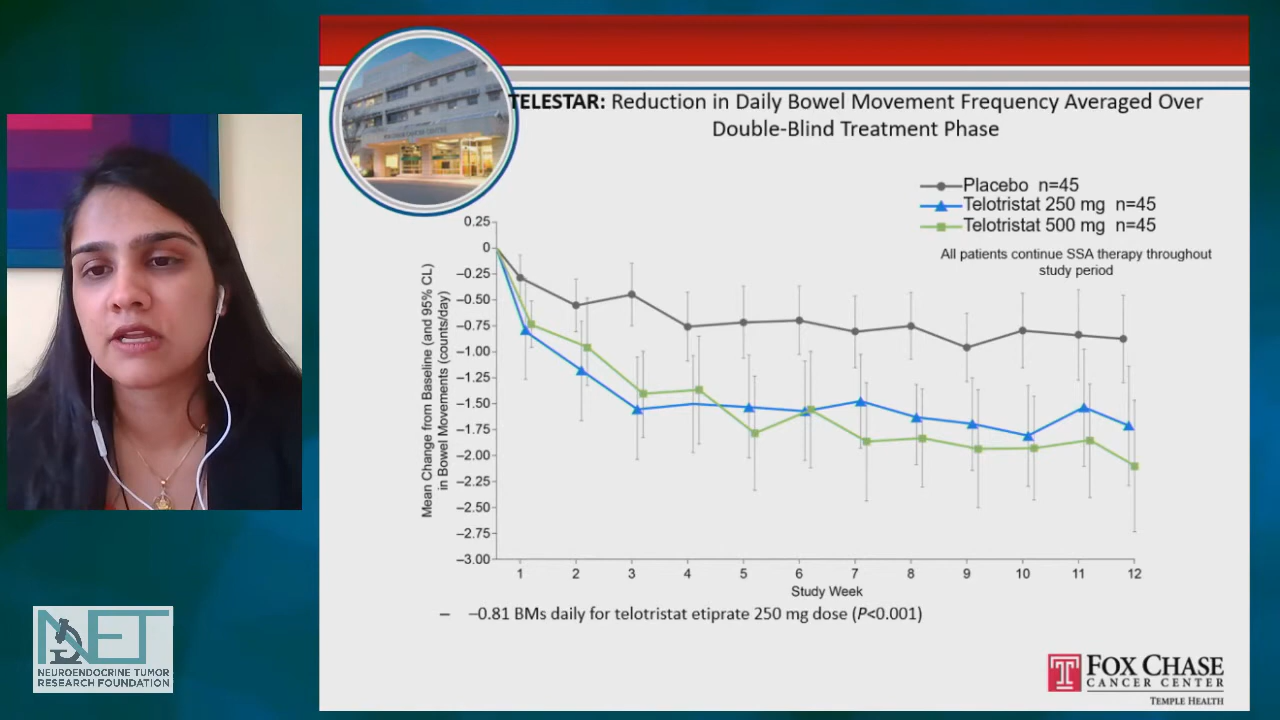 TELESTAR: Reduction in Daily Bowel Movement Frequency Averaged Over
Double-Blind Treatment Phase
Placebo n=45
Telotristat 250 mg n=45
Telotristat 500 mg n=45
All patients continue SSA therapy throughout
study period
Mean Change from Baseline (and 95% CL)
in Bowel Movements (counts/day)
0.25
0
−0.25
−0.50
−0.75
−1.00
−1.25
−1.50
−1.75
−2.00
−2.25
−2.50
−2.75
−3.00
1 2 3 4 5 6 7 8 9 10 11 12
Study Week
– −0.81 BMs daily for telotristat etiprate 250 mg dose (P<0.001)
NET
NEUROENDOCRINE TUMOR
RESEARCH FOUNDATION
FOX CHASE
CANCER CENTER
TEMPLE HEALTH